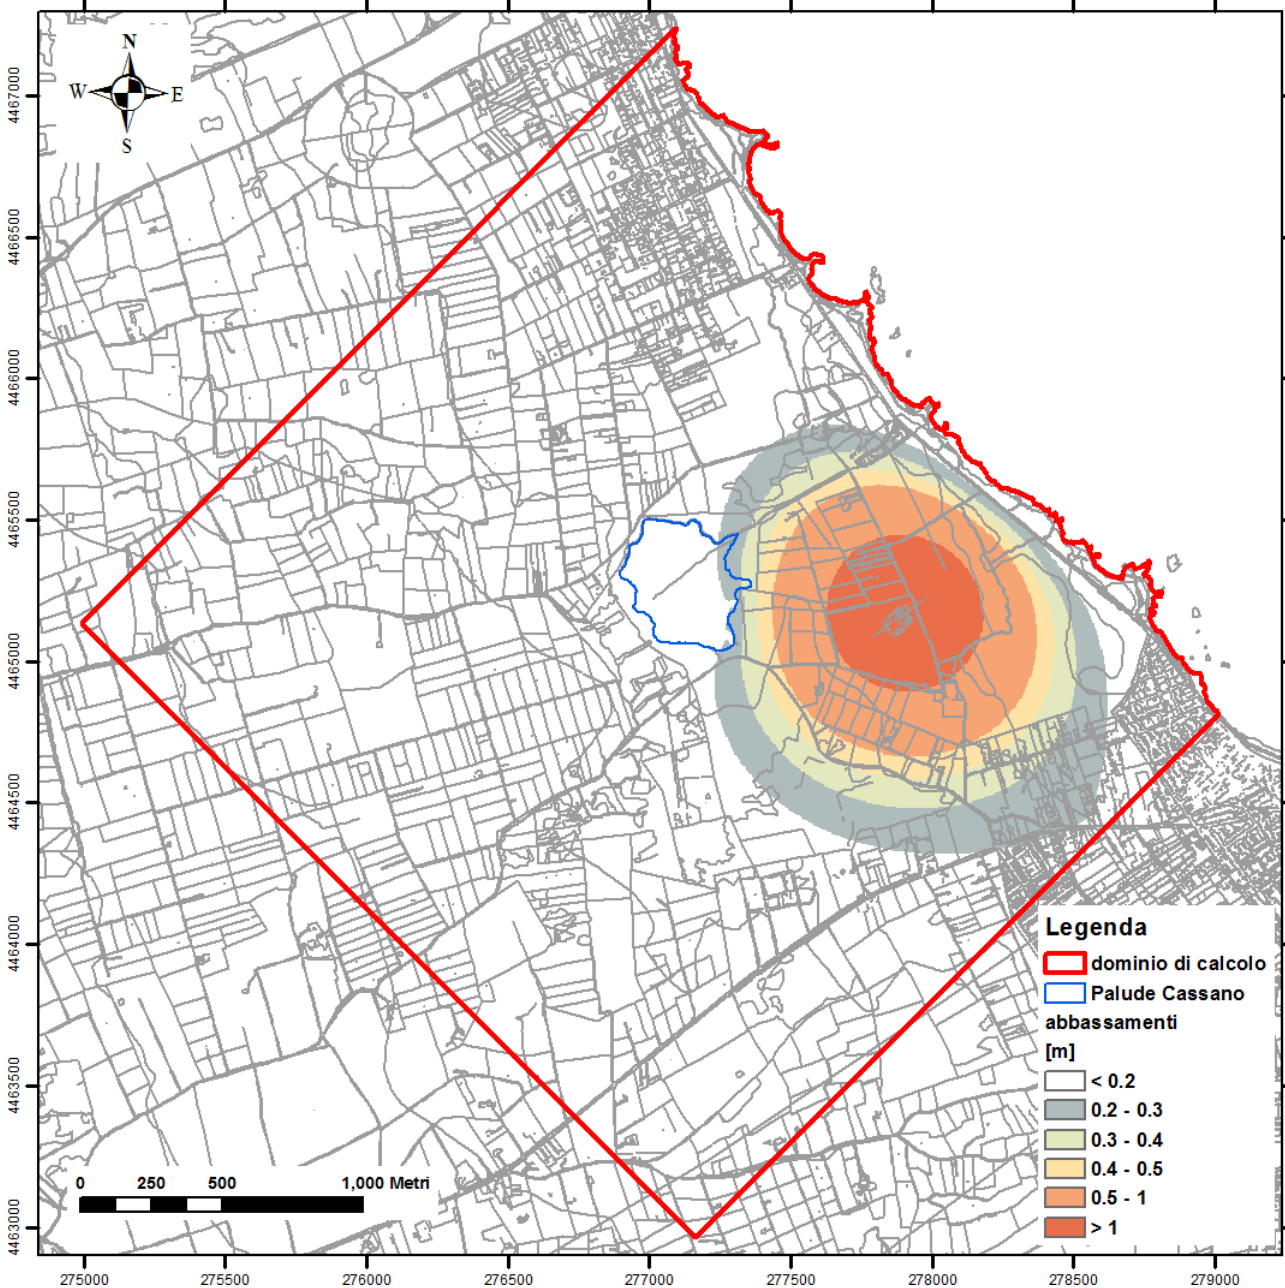 N
W E
S
4467000
4466500
4466000
4465500
4465000
4464500
4464000
4463500
4463000
Legenda
dominio di calcolo
Palude Cassano
abbassamenti
[m]
< 0.2
0.2 - 0.3
0.3 - 0.4
0.4 - 0.5
0.5 - 1
> 1
0 250 500 1,000 Metri
275000 275500 276000 276500 277000 277500 278000 278500 279000